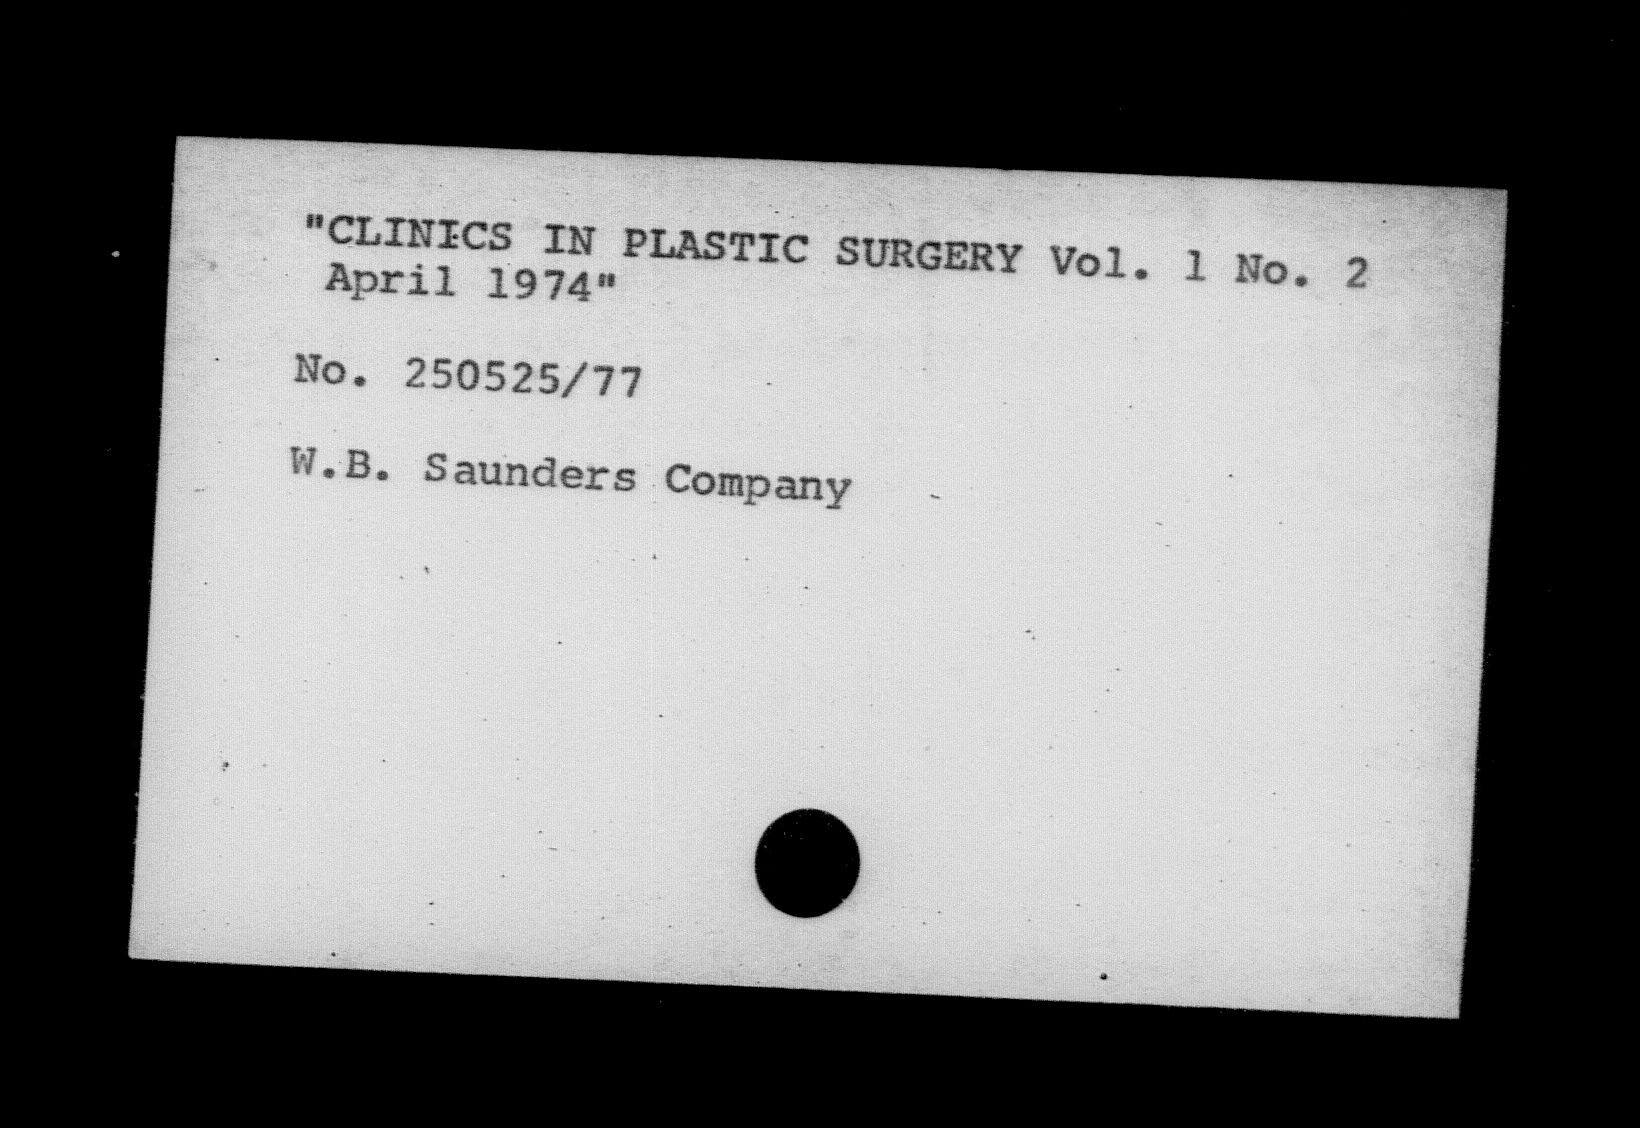 "CLINICS IN PLASTIC SURGERY Vol. 1 No. 2
April 1974"
No. 250525/77
W.B. Saunders Company